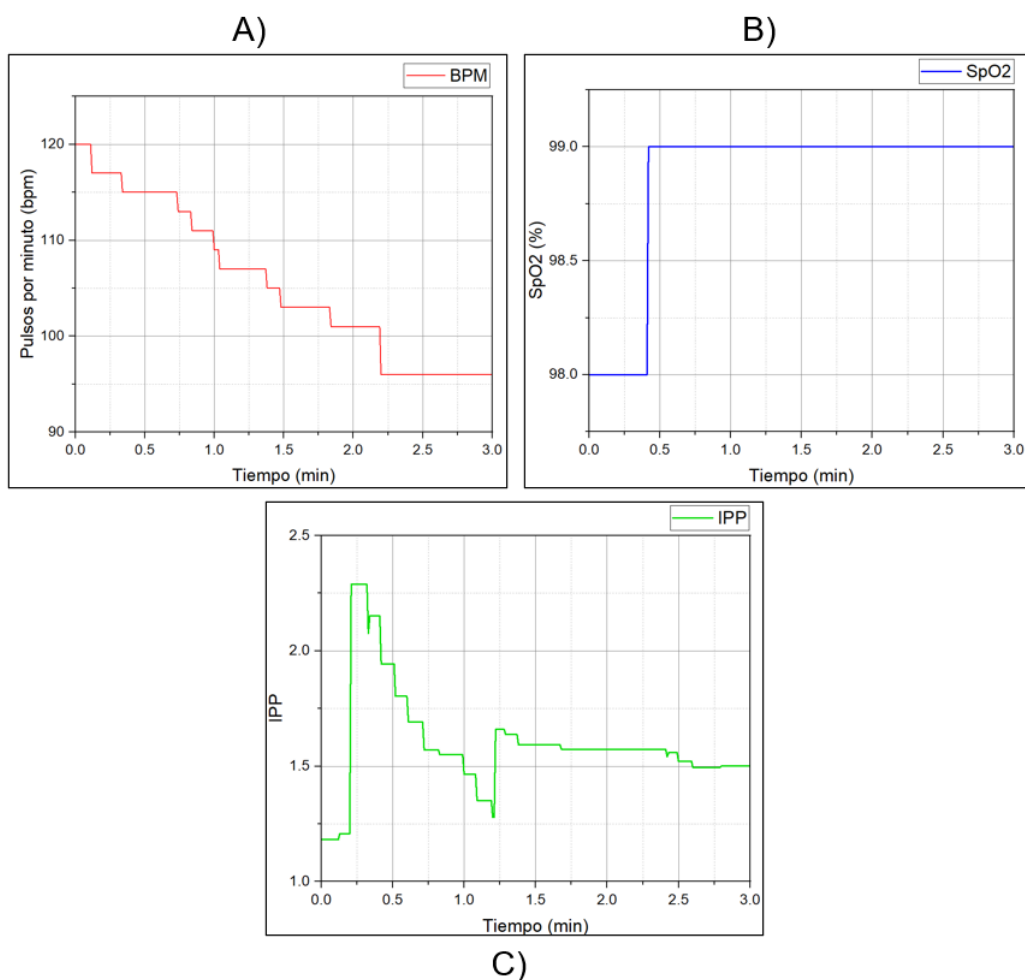 A)
B)
BPM
Pulsos por minuto (bpm)
120
110
100
90
0.0 0.5 1.0 1.5 2.0 2.5 3.0
Tiempo (min)
SpO2
SpO2 (%)
99.0
98.5
98.0
0.0 0.5 1.0 1.5 2.0 2.5 3.0
Tiempo (min)
IPP
IPP
2.5
2.0
1.5
1.0
0.0 0.5 1.0 1.5 2.0 2.5 3.0
Tiempo (min)
C)